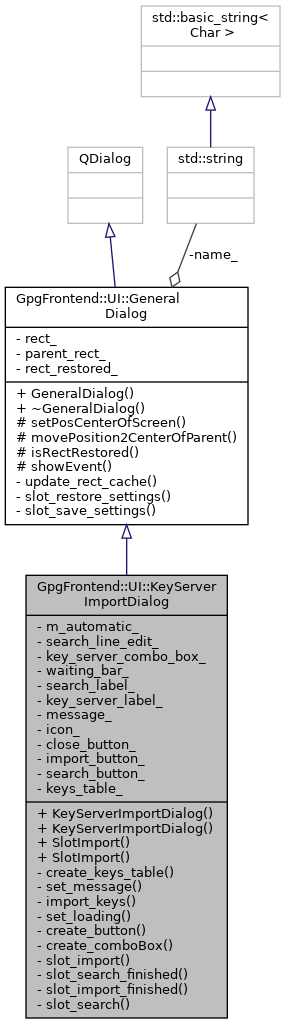 std::basic_string<
Char >
QDialog
std::string
-name_
GpgFrontend::UI::General
Dialog
- rect_
- parent_rect_
- rect_restored_
+ GeneralDialog()
+ ~GeneralDialog()
# setPosCenterOfScreen()
# movePosition2CenterOfParent()
# isRectRestored()
# showEvent()
- update_rect_cache()
- slot_restore_settings()
- slot_save_settings()
GpgFrontend::UI::KeyServer
ImportDialog
- m_automatic_
- search_line_edit_
- key_server_combo_box_
- waiting_bar_
- search_label_
- key_server_label_
- message_
- icon_
- close_button_
- import_button_
- search_button_
- keys_table_
+ KeyServerImportDialog()
+ KeyServerImportDialog()
+ SlotImport()
+ SlotImport()
- create_keys_table()
- set_message()
- import_keys()
- set_loading()
- create_button()
- create_comboBox()
- slot_import()
- slot_search_finished()
- slot_import_finished()
- slot_search()